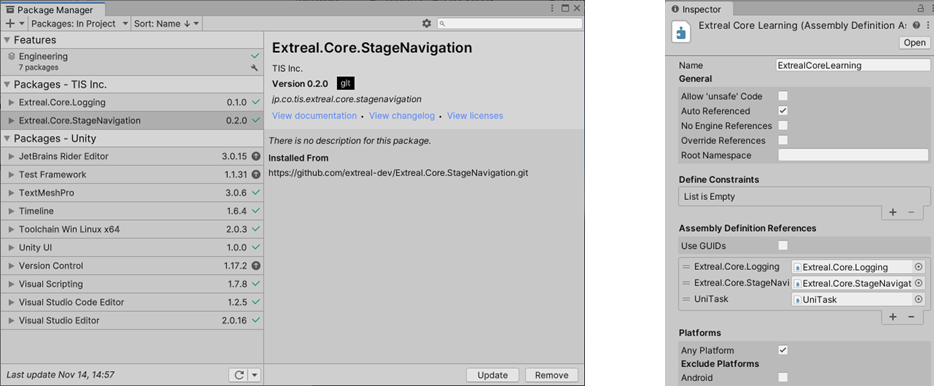 Package Manager
Packages: In Project
Sort: Name ↓
Features
Engineering
7 packages
Packages - TIS Inc.
Extreal.Core.Logging 0.1.0
Extreal.Core.StageNavigation 0.2.0
Packages - Unity
JetBrains Rider Editor 3.0.15
Test Framework 1.1.31
TextMeshPro 3.0.6
Timeline 1.6.4
Toolchain Win Linux x64 2.0.3
Unity UI 1.0.0
Version Control 1.17.2
Visual Scripting 1.7.8
Visual Studio Code Editor 1.2.5
Visual Studio Editor 2.0.16
Last update Nov 14, 14:57
Extreal.Core.StageNavigation
TIS Inc.
Version 0.2.0 git
jp.co.tis.extreal.core.stagenavigation
View documentation • View changelog • View licenses
There is no description for this package.
Installed From
https://github.com/extreal-dev/Extreal.Core.StageNavigation.git
Update Remove
Inspector
Extreal Core Learning (Assembly Definition A
Open
Name ExtrealCoreLearning
General
Allow 'unsafe' Code
Auto Referenced
No Engine References
Override References
Root Namespace
Define Constraints
List is Empty
Assembly Definition References
Use GUIDs
Extreal.Core.Logging Extreal.Core.Logging
Extreal.Core.StageNavi Extreal.Core.StageNavigat
UniTask UniTask
Platforms
Any Platform
Exclude Platforms
Android